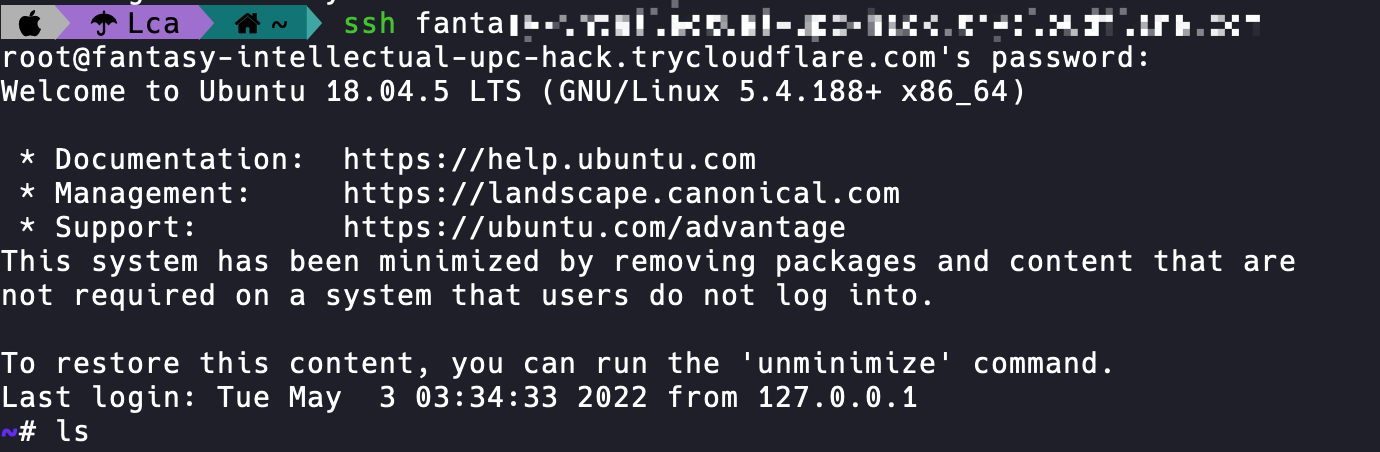 Lca ~ ssh fanta
root@fantasy-intellectual-upc-hack.trycloudflare.com's password:
Welcome to Ubuntu 18.04.5 LTS (GNU/Linux 5.4.188+ x86_64)
* Documentation: https://help.ubuntu.com
* Management: https://landscape.canonical.com
* Support: https://ubuntu.com/advantage
This system has been minimized by removing packages and content that are
not required on a system that users do not log into.
To restore this content, you can run the 'unminimize' command.
Last login: Tue May  3 03:34:33 2022 from 127.0.0.1
~# ls